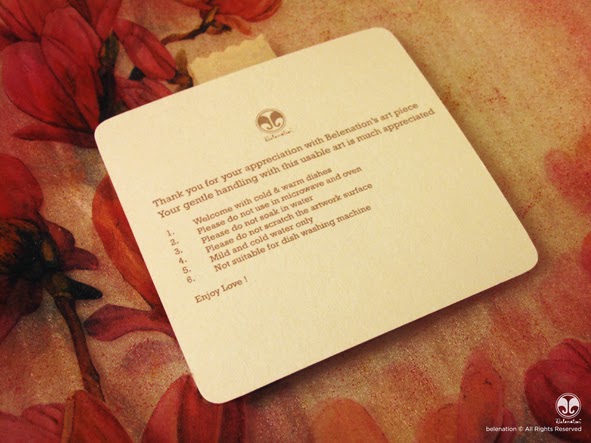 Belenation
Thank you for your appreciation with Belenation's art piece
Your gentle handling with this usable art is much appreciated
1. Welcome with cold & warm dishes
2. Please do not use in microwave and oven
3. Please do not soak in water
4. Please do not scratch the artwork surface
5. Mild and cold water only
6. Not suitable for dish washing machine
Enjoy Love !
Belenation
belenation © All Rights Reserved